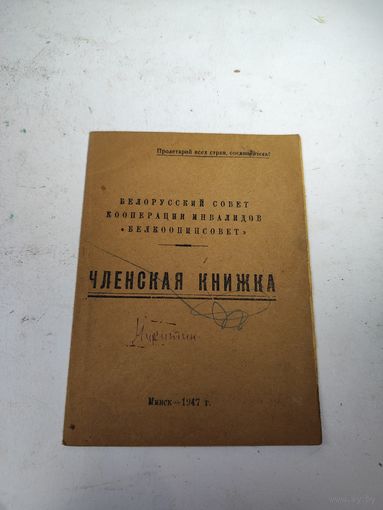 Пролетарии всех стран, соединяйтесь!
БЕЛОРУССКИЙ СОВЕТ
КООПЕРАЦИИ ИНВАЛИДОВ
«БЕЛКООПИНСОВЕТ»
ЧЛЕНСКАЯ КНИЖКА
Минск—1947 г.